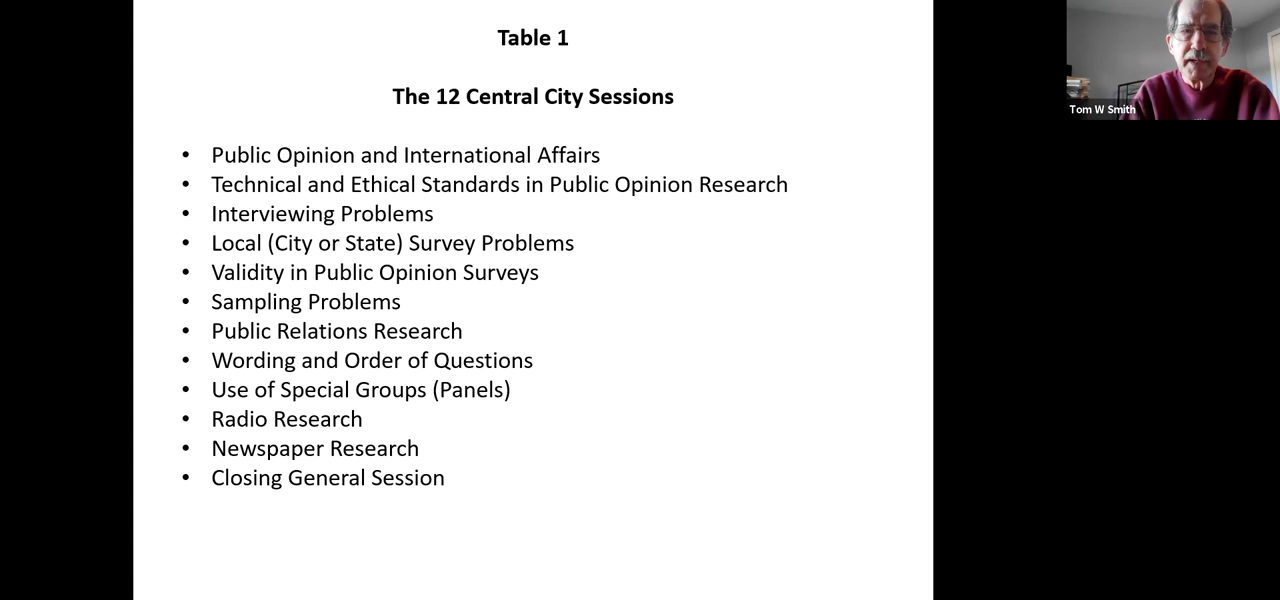 Table 1
The 12 Central City Sessions
• Public Opinion and International Affairs
• Technical and Ethical Standards in Public Opinion Research
• Interviewing Problems
• Local (City or State) Survey Problems
• Validity in Public Opinion Surveys
• Sampling Problems
• Public Relations Research
• Wording and Order of Questions
• Use of Special Groups (Panels)
• Radio Research
• Newspaper Research
• Closing General Session
Tom W Smith